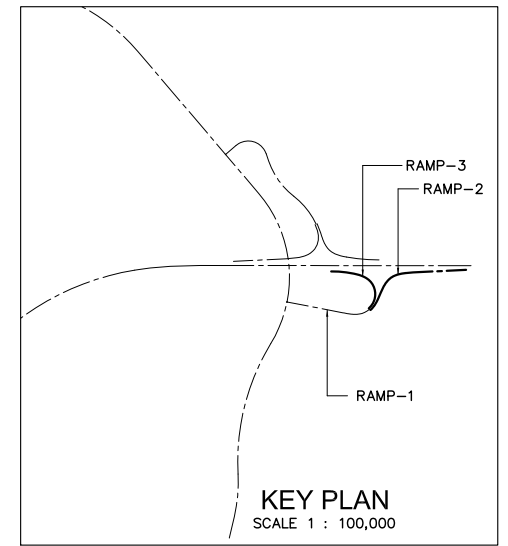 RAMP-3
RAMP-2
RAMP-1
KEY PLAN
SCALE 1 : 100,000